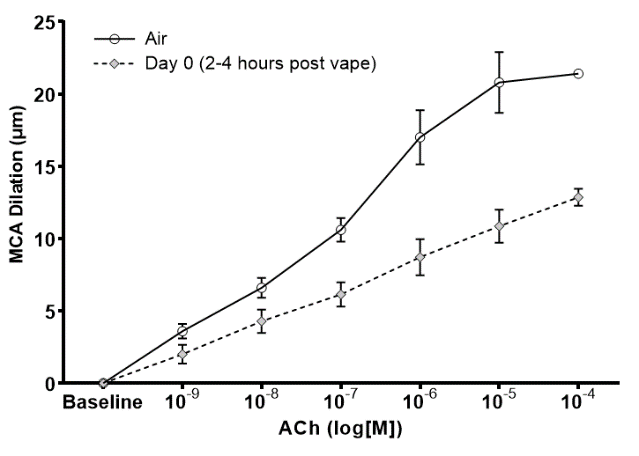 25
Air
Day 0 (2-4 hours post vape)
20
15
10
5
0
MCA Dilation (µm)
Baseline 10⁻⁹ 10⁻⁸ 10⁻⁷ 10⁻⁶ 10⁻⁵ 10⁻⁴
ACh (log[M])